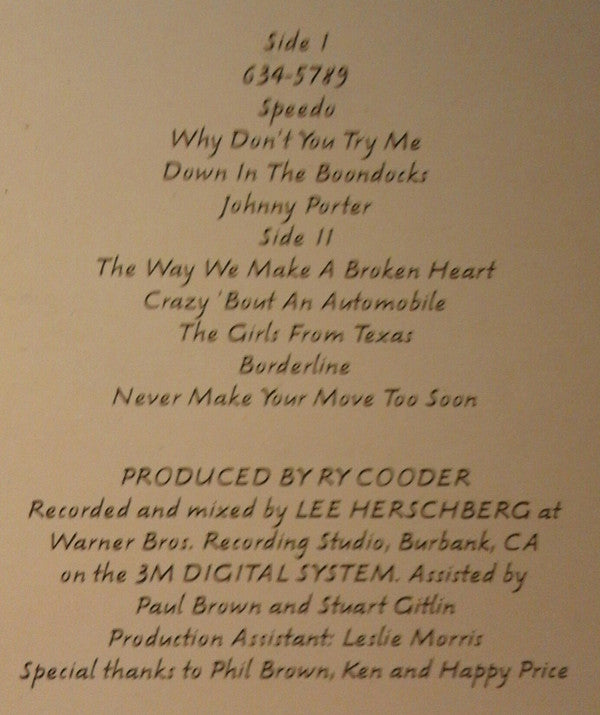 Side I
634-5789
Speedo
Why Don't You Try Me
Down In The Boondocks
Johnny Porter
Side II
The Way We Make A Broken Heart
Crazy 'Bout An Automobile
The Girls From Texas
Borderline
Never Make Your Move Too Soon
PRODUCED BY RY COODER
Recorded and mixed by LEE HERSCHBERG at
Warner Bros. Recording Studio, Burbank, CA
on the 3M DIGITAL SYSTEM. Assisted by
Paul Brown and Stuart Gitlin
Production Assistant: Leslie Morris
Special thanks to Phil Brown, Ken and Happy Price